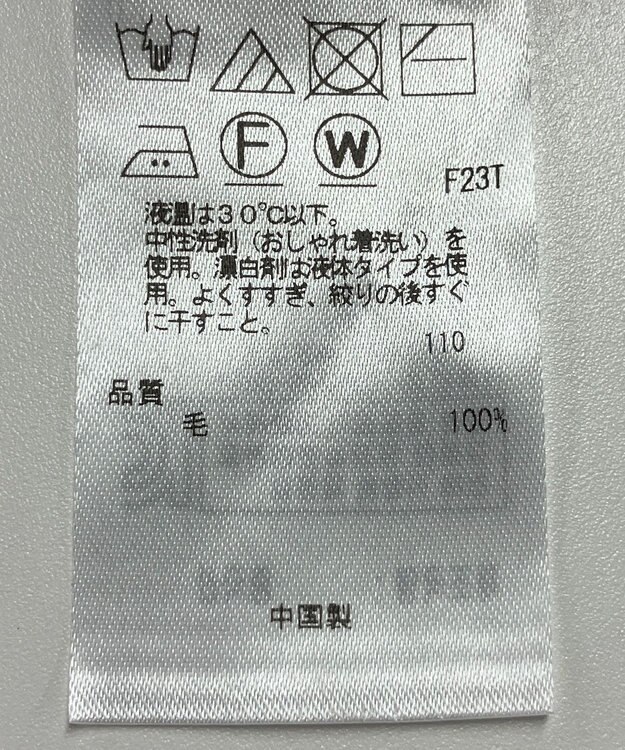 F W
F23T
液温は30℃以下。
中性洗剤（おしゃれ着洗い）を
使用。漂白剤は液体タイプを使
用。よくすすぎ、絞りの後すぐ
に干すこと。
110
品質
毛 100%
中国製